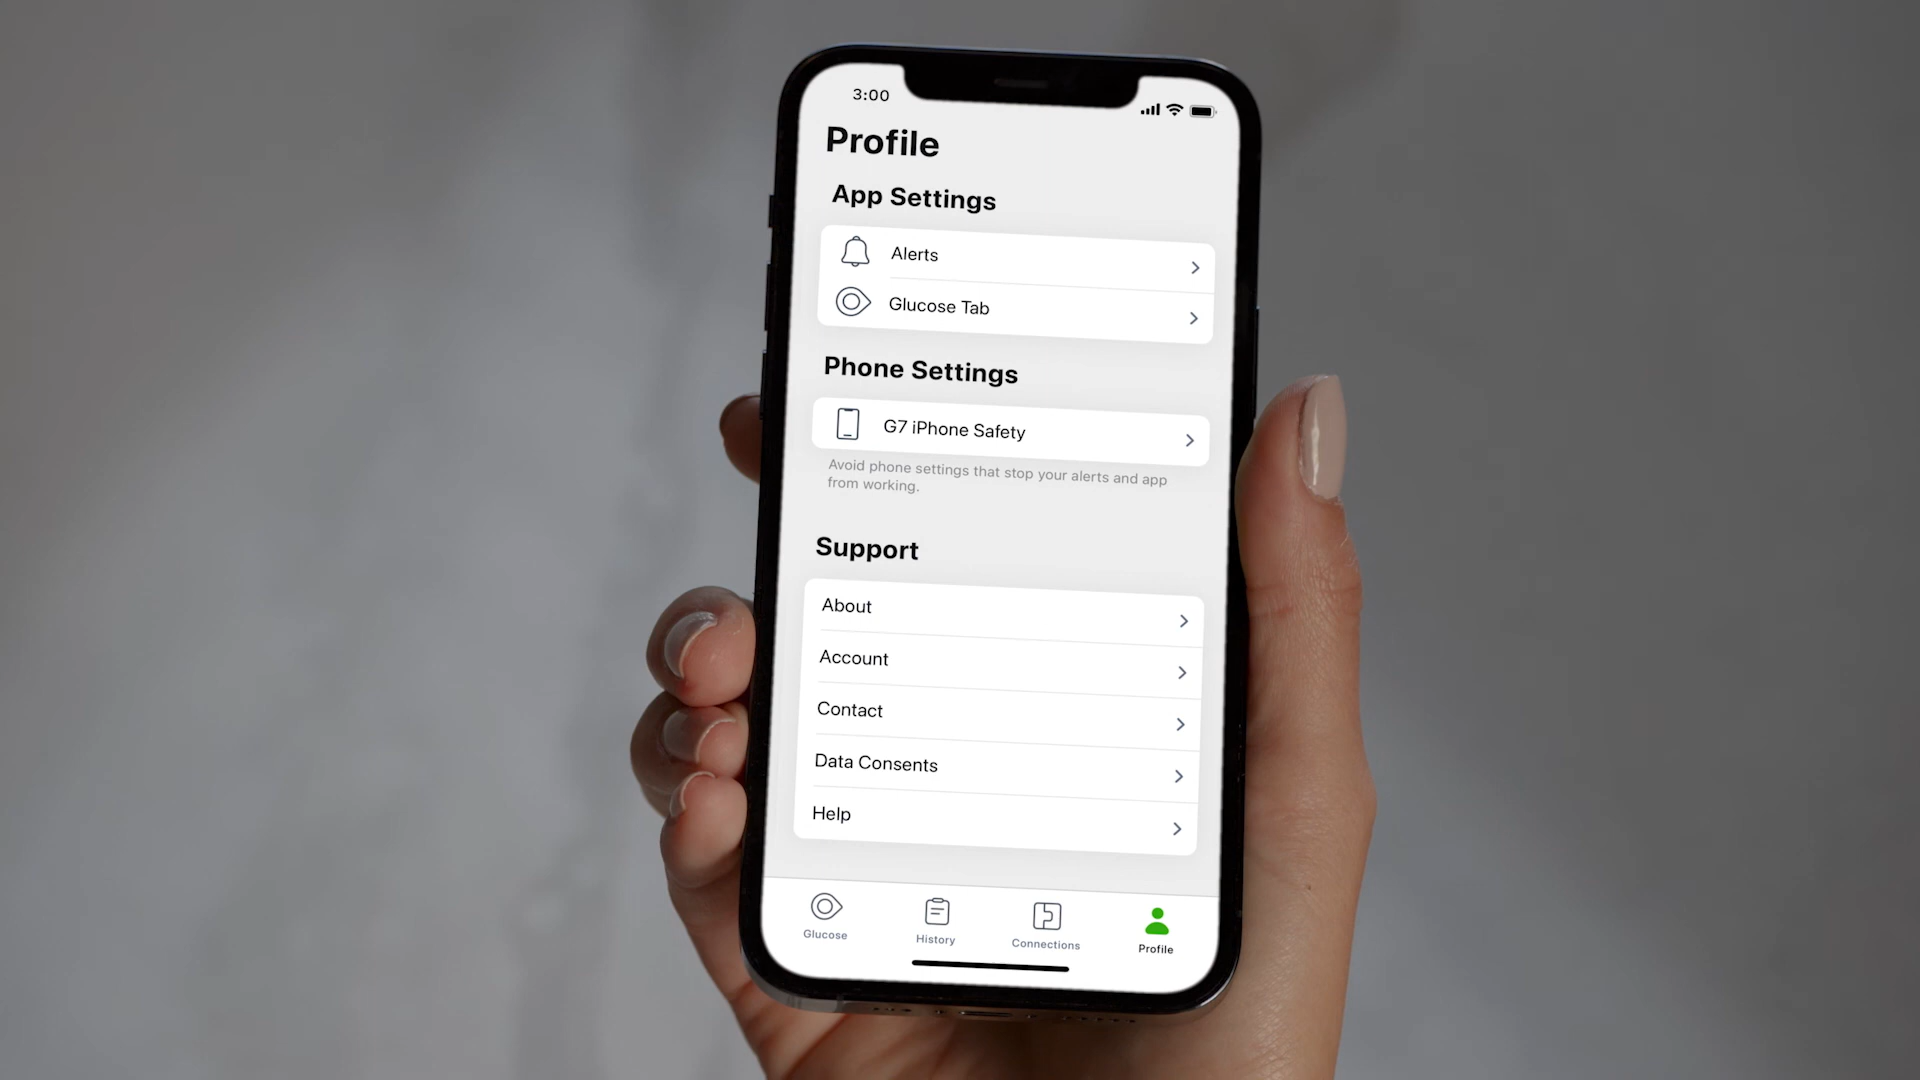 3:00
Profile
App Settings
Alerts
Glucose Tab
Phone Settings
G7 iPhone Safety
Avoid phone settings that stop your alerts and app
from working.
Support
About
Account
Contact
Data Consents
Help
Glucose
History
Connections
Profile